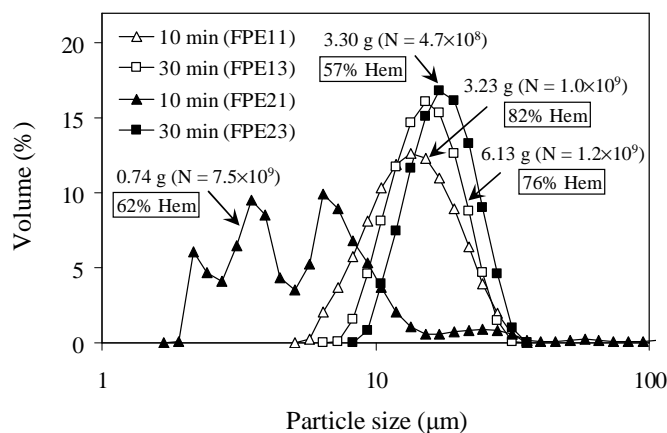 20
15
10
5
0
Volume (%)
10 min (FPE11)
30 min (FPE13)
10 min (FPE21)
30 min (FPE23)
3.30 g (N = 4.7×10⁸)
57% Hem
3.23 g (N = 1.0×10⁹)
82% Hem
6.13 g (N = 1.2×10⁹)
76% Hem
0.74 g (N = 7.5×10⁹)
62% Hem
1
10
100
Particle size (μm)